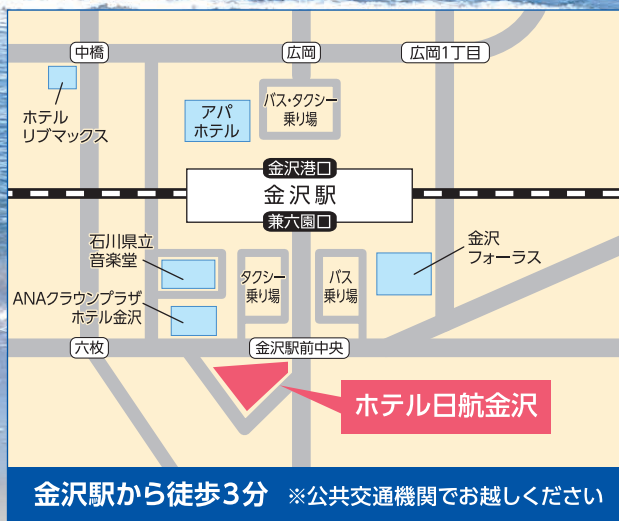 中橋
広岡
広岡1丁目
ホテル
リブマックス
アパ
ホテル
バス・タクシー
乗り場
金沢港口
金沢駅
兼六園口
石川県立
音楽堂
タクシー
乗り場
バス
乗り場
金沢
フォーラス
ANAクラウンプラザ
ホテル金沢
六枚
金沢駅前中央
ホテル日航金沢
金沢駅から徒歩3分 ※公共交通機関でお越しください